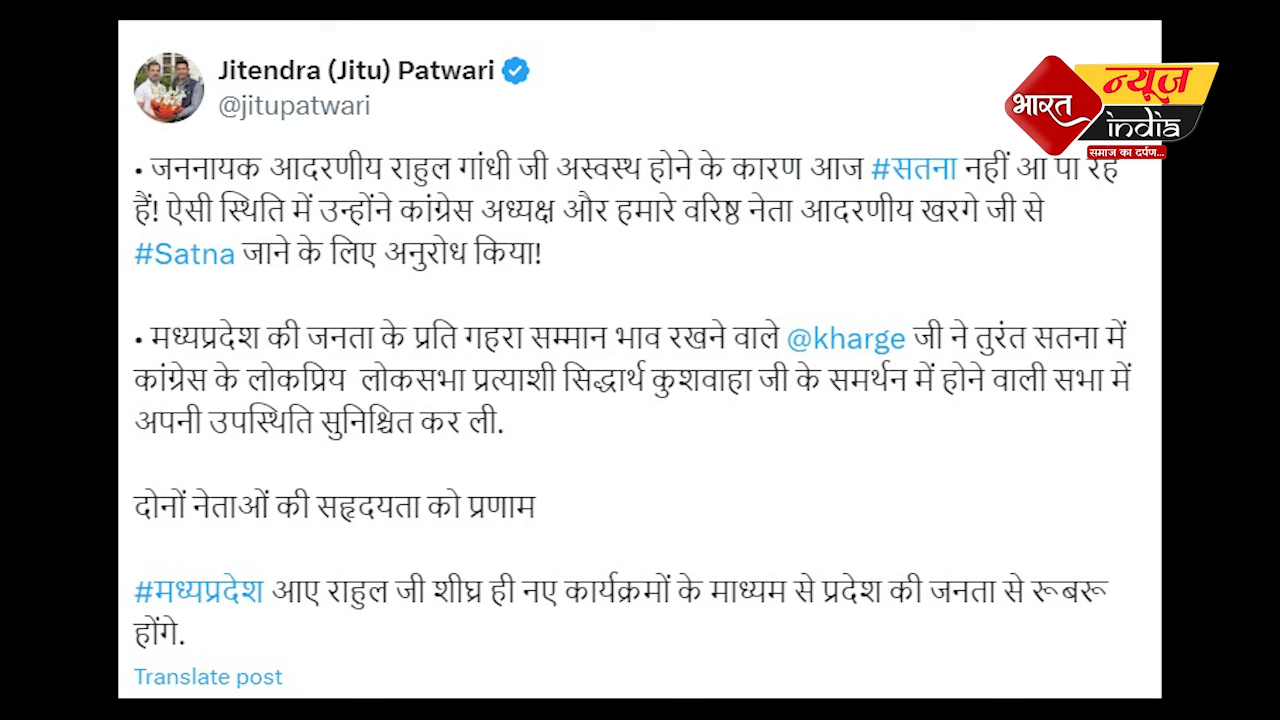 Jitendra (Jitu) Patwari
@jitupatwari
भारत
न्यूज़
india
समाज का दर्पण...
• जननायक आदरणीय राहुल गांधी जी अस्वस्थ होने के कारण आज #सतना नहीं आ पा रहे
हैं! ऐसी स्थिति में उन्होंने कांग्रेस अध्यक्ष और हमारे वरिष्ठ नेता आदरणीय खरगे जी से
#Satna जाने के लिए अनुरोध किया!
• मध्यप्रदेश की जनता के प्रति गहरा सम्मान भाव रखने वाले @kharge जी ने तुरंत सतना में
कांग्रेस के लोकप्रिय लोकसभा प्रत्याशी सिद्धार्थ कुशवाहा जी के समर्थन में होने वाली सभा में
अपनी उपस्थिति सुनिश्चित कर ली.
दोनों नेताओं की सहृदयता को प्रणाम
#मध्यप्रदेश आए राहुल जी शीघ्र ही नए कार्यक्रमों के माध्यम से प्रदेश की जनता से रूबरू
होंगे.
Translate post